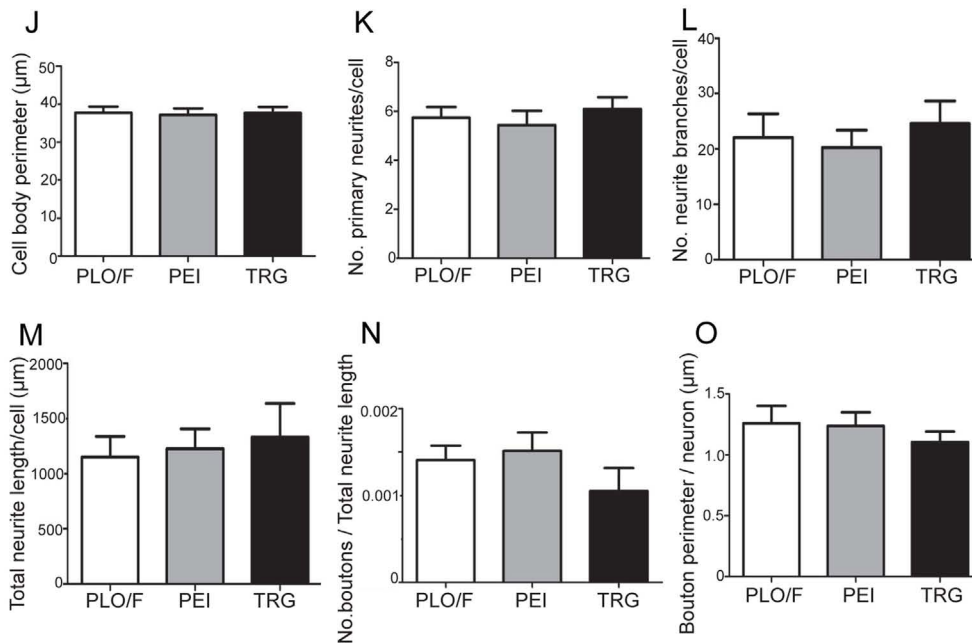 J
Cell body perimeter (µm)
50
40
30
20
10
0
PLO/F PEI TRG
K
No. primary neurites/cell
8
6
4
2
0
PLO/F PEI TRG
L
No. neurite branches/cell
40
30
20
10
0
PLO/F PEI TRG
M
Total neurite length/cell (µm)
2000
1500
1000
500
0
PLO/F PEI TRG
N
No.boutons / Total neurite length
0.002
0.001
0
PLO/F PEI TRG
O
Bouton perimeter / neuron (µm)
1.5
1.0
0.5
0
PLO/F PEI TRG